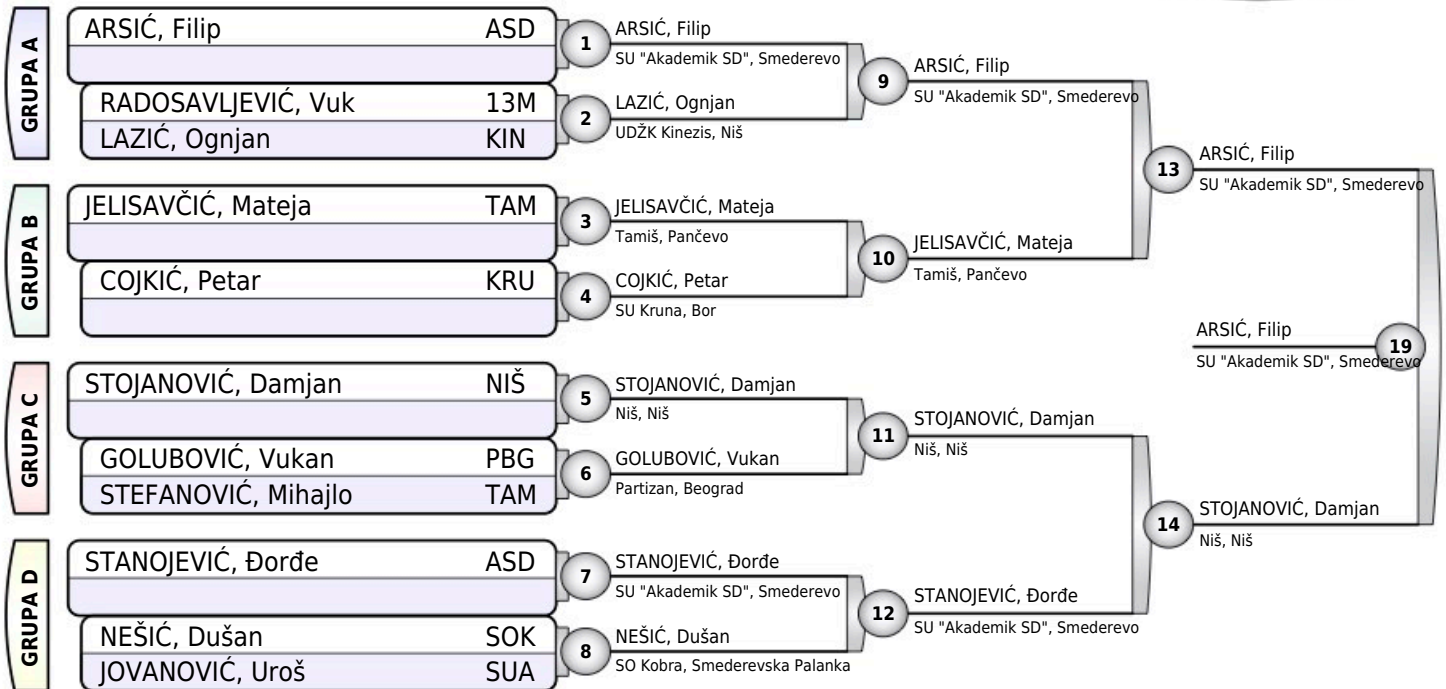 GRUPA A
ARSIĆ, Filip ASD
RADOSAVLJEVIĆ, Vuk 13M
LAZIĆ, Ognjan KIN
GRUPA B
JELISAVČIĆ, Mateja TAM
COJKIĆ, Petar KRU
GRUPA C
STOJANOVIĆ, Damjan NIŠ
GOLUBOVIĆ, Vukan PBG
STEFANOVIĆ, Mihajlo TAM
GRUPA D
STANOJEVIĆ, Đorđe ASD
NEŠIĆ, Dušan SOK
JOVANOVIĆ, Uroš SUA
1 ARSIĆ, Filip
SU "Akademik SD", Smederevo
2 LAZIĆ, Ognjan
UDŽK Kinezis, Niš
3 JELISAVČIĆ, Mateja
Tamiš, Pančevo
4 COJKIĆ, Petar
SU Kruna, Bor
5 STOJANOVIĆ, Damjan
Niš, Niš
6 GOLUBOVIĆ, Vukan
Partizan, Beograd
7 STANOJEVIĆ, Đorđe
SU "Akademik SD", Smederevo
8 NEŠIĆ, Dušan
SO Kobra, Smederevska Palanka
9 ARSIĆ, Filip
SU "Akademik SD", Smederevo
10 JELISAVČIĆ, Mateja
Tamiš, Pančevo
11 STOJANOVIĆ, Damjan
Niš, Niš
12 STANOJEVIĆ, Đorđe
SU "Akademik SD", Smederevo
13 ARSIĆ, Filip
SU "Akademik SD", Smederevo
14 STOJANOVIĆ, Damjan
Niš, Niš
ARSIĆ, Filip 19
SU "Akademik SD", Smederevo